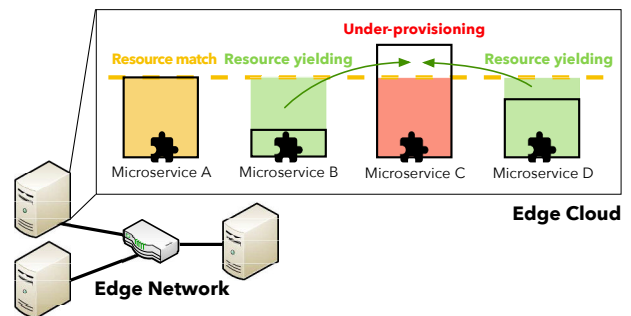 Under-provisioning
Resource match
Resource yielding
Resource yielding
Microservice A
Microservice B
Microservice C
Microservice D
Edge Cloud
Edge Network